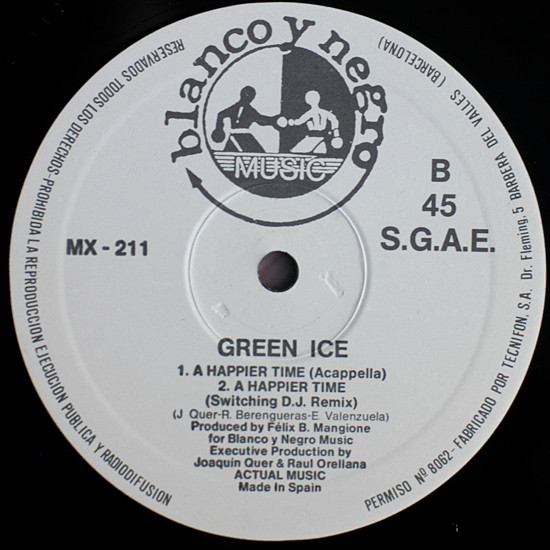 blanco y negro
MUSIC
B
45
S.G.A.E.
MX - 211
GREEN ICE
1. A HAPPIER TIME (Acappella)
2. A HAPPIER TIME
(Switching D.J. Remix)
(J Quer-R. Berengueras-E. Valenzuela)
Produced by Félix B. Mangione
for Blanco y Negro Music
Executive Production by
Joaquín Quer & Raul Orellana
ACTUAL MUSIC
Made In Spain
RESERVADOS TODOS LOS DERECHOS-PROHIBIDA LA REPRODUCCION EJECUCION PUBLICA Y RADIODIFUSION
PERMISO Nº 8062- FABRICADO POR TECNIFON, S.A. Dr. Fleming, 5 BARBERA DEL VALLES (BARCELONA)